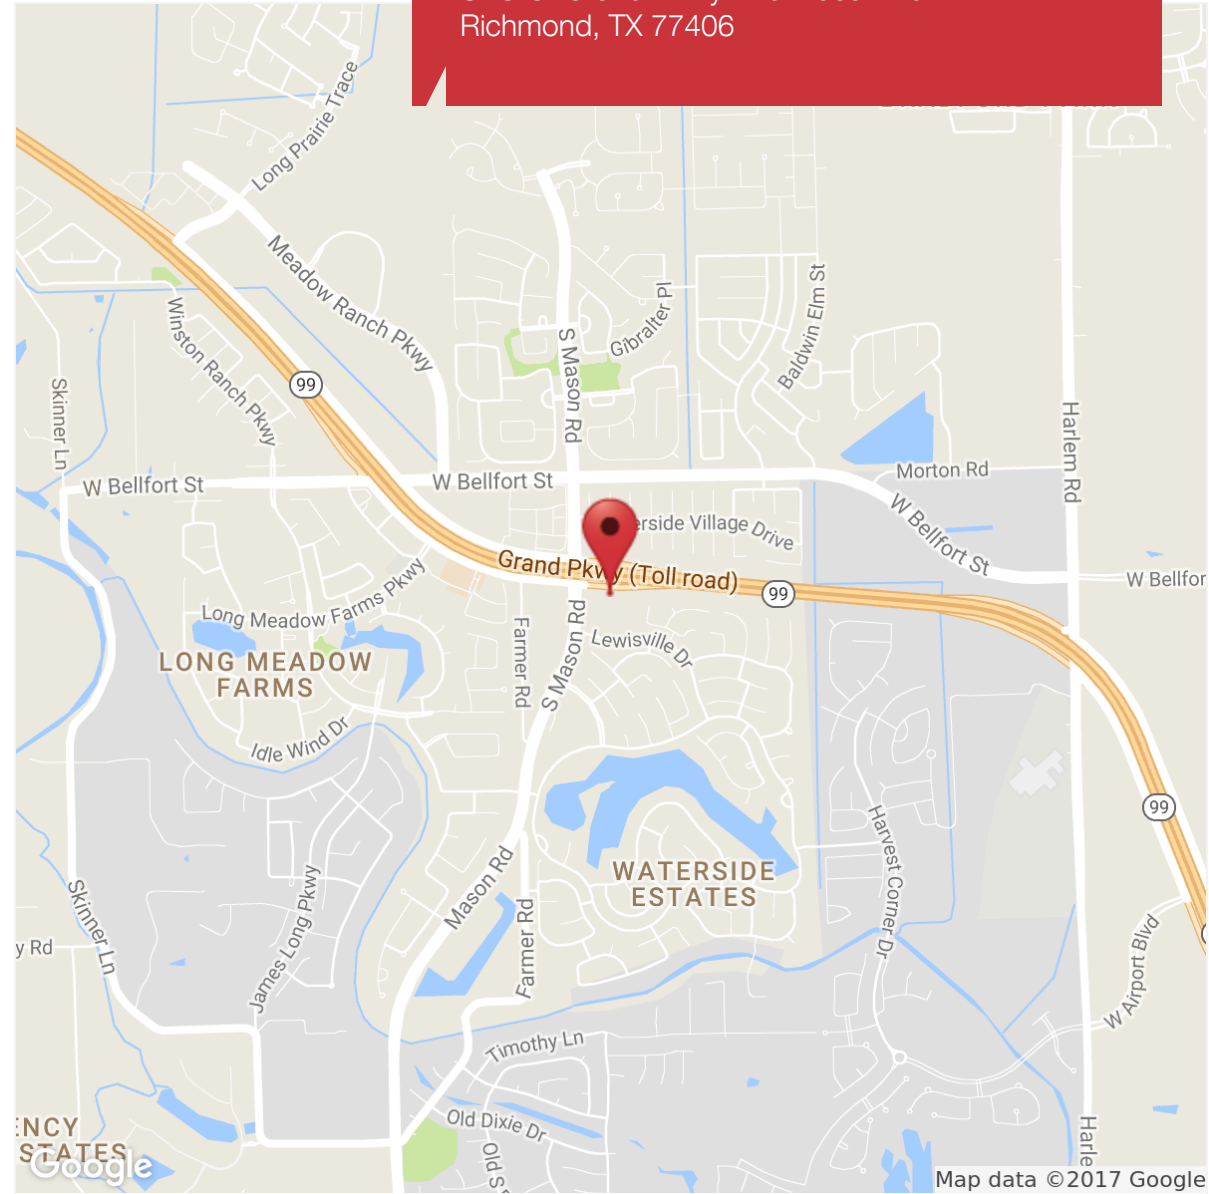 Richmond, TX 77406
Long Prairie Trace
Meadow Ranch Pkwy
Winston Ranch Pkwy
S Mason Rd
Gibralter Pl
Baldwin Elm St
99
Skinner Ln
Harlem Rd
W Bellfort St
W Bellfort St
Morton Rd
W Bellfort St
erside Village Drive
Grand Pkwy (Toll road)
99
W Bellfor
Long Meadow Farms Pkwy
Farmer Rd
S Mason Rd
Lewisville Dr
LONG MEADOW
FARMS
Idle Wind Dr
99
Harvest Corner Dr
Mason Rd
WATERSIDE
ESTATES
Skinner Ln
James Long Pkwy
Farmer Rd
y Rd
W Airport Blvd
Timothy Ln
Old Dixie Dr
Old S
Harle
ENCY
STATES
Google
Map data ©2017 Google